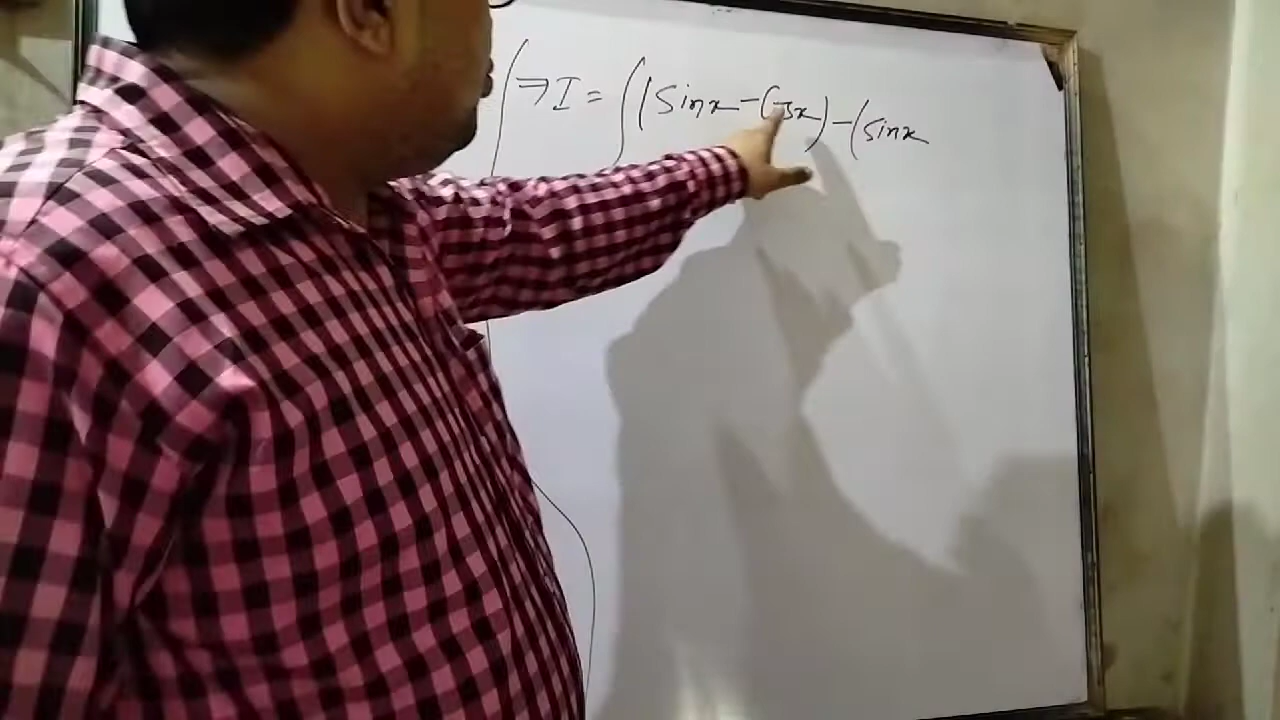 ⇒ I = ∫ (sinx - cosx) - (sinx